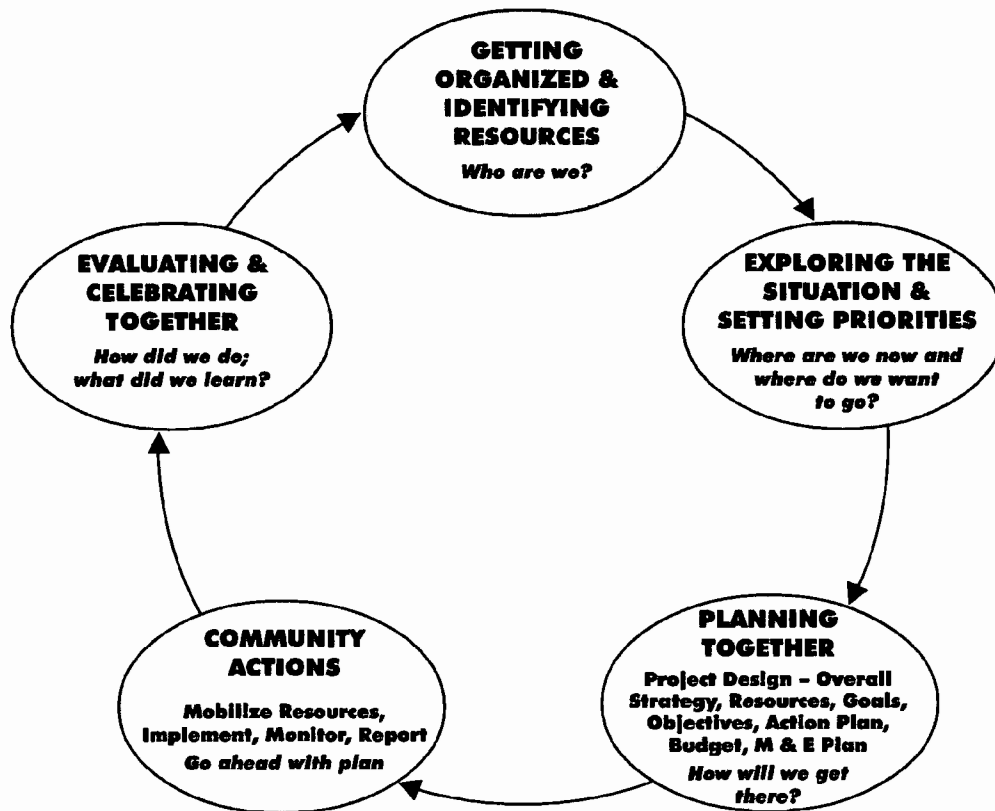 GETTING
ORGANIZED &
IDENTIFYING
RESOURCES
Who are we?
EXPLORING THE
SITUATION &
SETTING PRIORITIES
Where are we now and
where do we want
to go?
PLANNING
TOGETHER
Project Design – Overall
Strategy, Resources, Goals,
Objectives, Action Plan,
Budget, M & E Plan
How will we get
there?
COMMUNITY
ACTIONS
Mobilize Resources,
Implement, Monitor, Report
Go ahead with plan
EVALUATING &
CELEBRATING
TOGETHER
How did we do;
what did we learn?